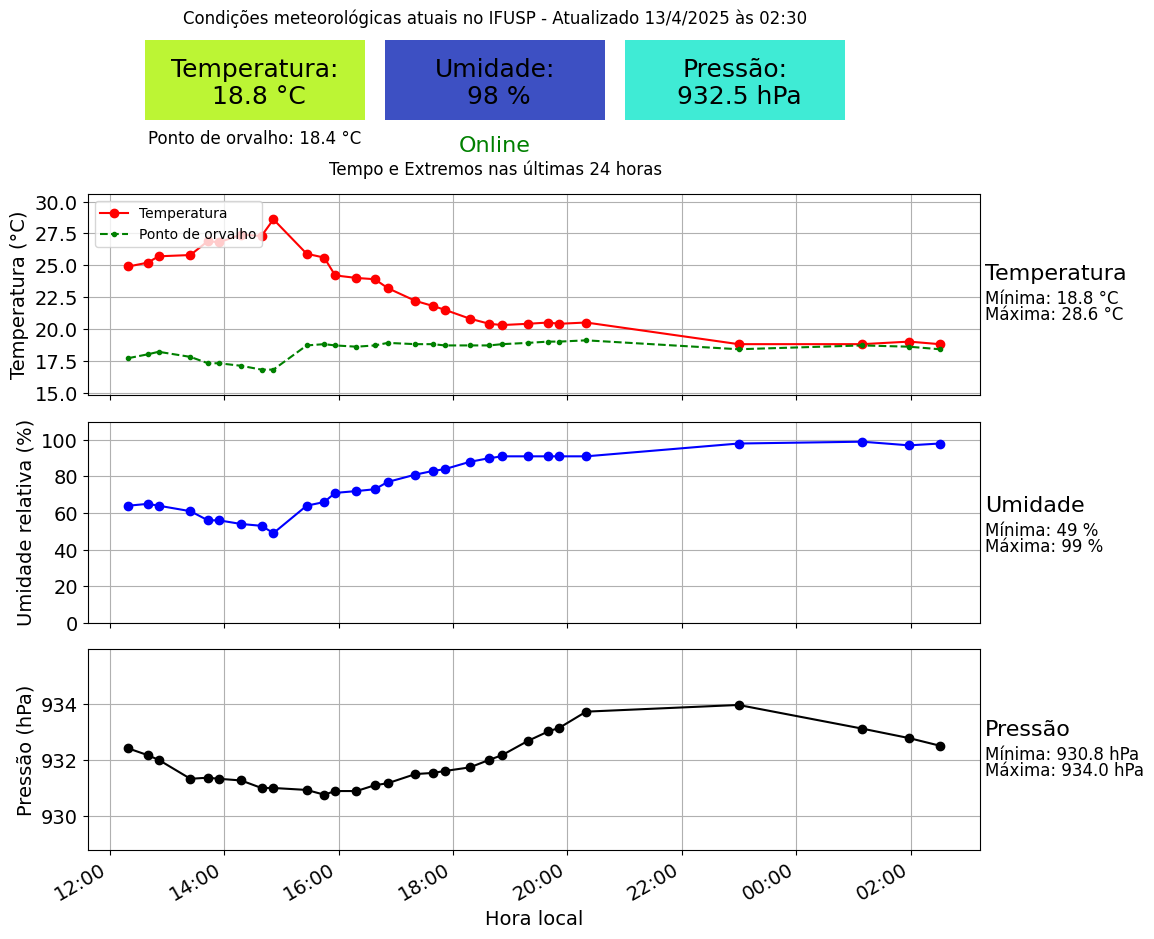 Condições meteorológicas atuais no IFUSP - Atualizado 13/4/2025 às 02:30
Temperatura:
18.8 °C
Umidade:
98 %
Pressão:
932.5 hPa
Ponto de orvalho: 18.4 °C
Online
Tempo e Extremos nas últimas 24 horas
Temperatura (°C)
30.0
27.5
25.0
22.5
20.0
17.5
15.0
Temperatura
Ponto de orvalho
Temperatura
Mínima: 18.8 °C
Máxima: 28.6 °C
Umidade relativa (%)
100
80
60
40
20
0
Umidade
Mínima: 49 %
Máxima: 99 %
Pressão (hPa)
934
932
930
Pressão
Mínima: 930.8 hPa
Máxima: 934.0 hPa
12:00
14:00
16:00
18:00
20:00
22:00
00:00
02:00
Hora local